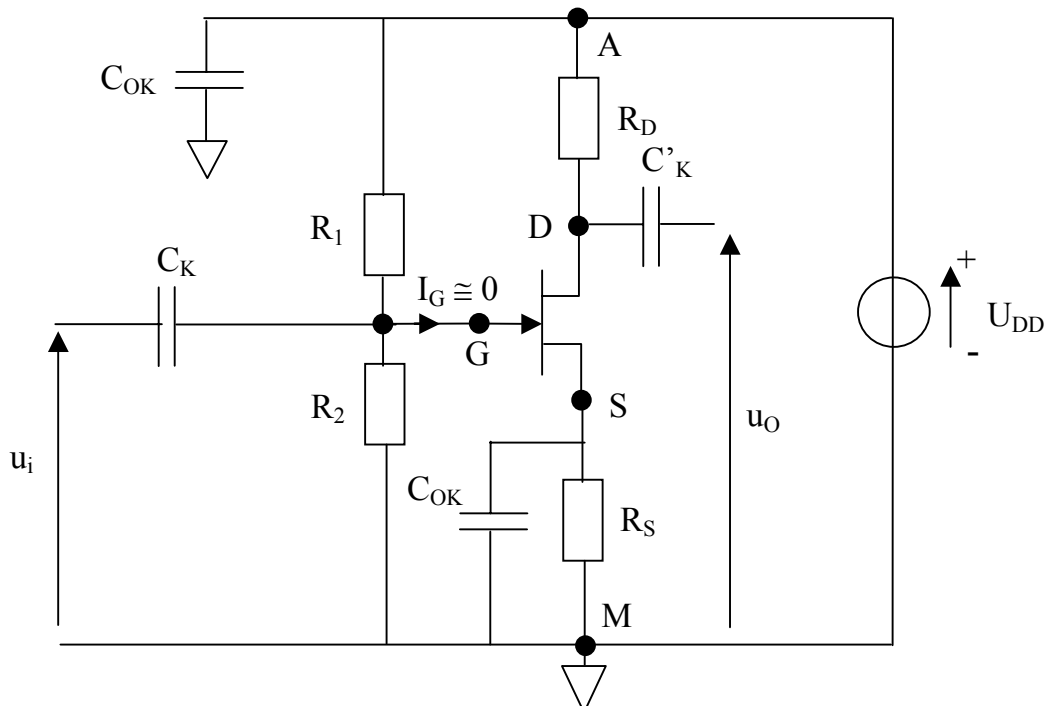 A
C_OK
R_D
C'_K
D
R_1
C_K
I_G ≅ 0
G
+
U_DD
-
S
R_2
u_O
u_i
C_OK
R_S
M